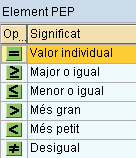 Element PEP
Op.. Significat
= Valor individual
≥ Major o igual
≤ Menor o igual
> Més gran
< Més petit
≠ Desigual